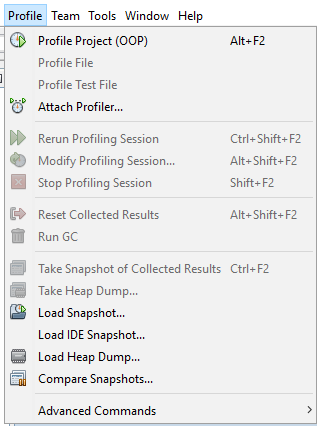 Profile Team Tools Window Help
Profile Project (OOP) Alt+F2
Profile File
Profile Test File
Attach Profiler...
Rerun Profiling Session Ctrl+Shift+F2
Modify Profiling Session... Alt+Shift+F2
Stop Profiling Session Shift+F2
Reset Collected Results Alt+Shift+F2
Run GC
Take Snapshot of Collected Results Ctrl+F2
Take Heap Dump...
Load Snapshot...
Load IDE Snapshot...
Load Heap Dump...
Compare Snapshots...
Advanced Commands